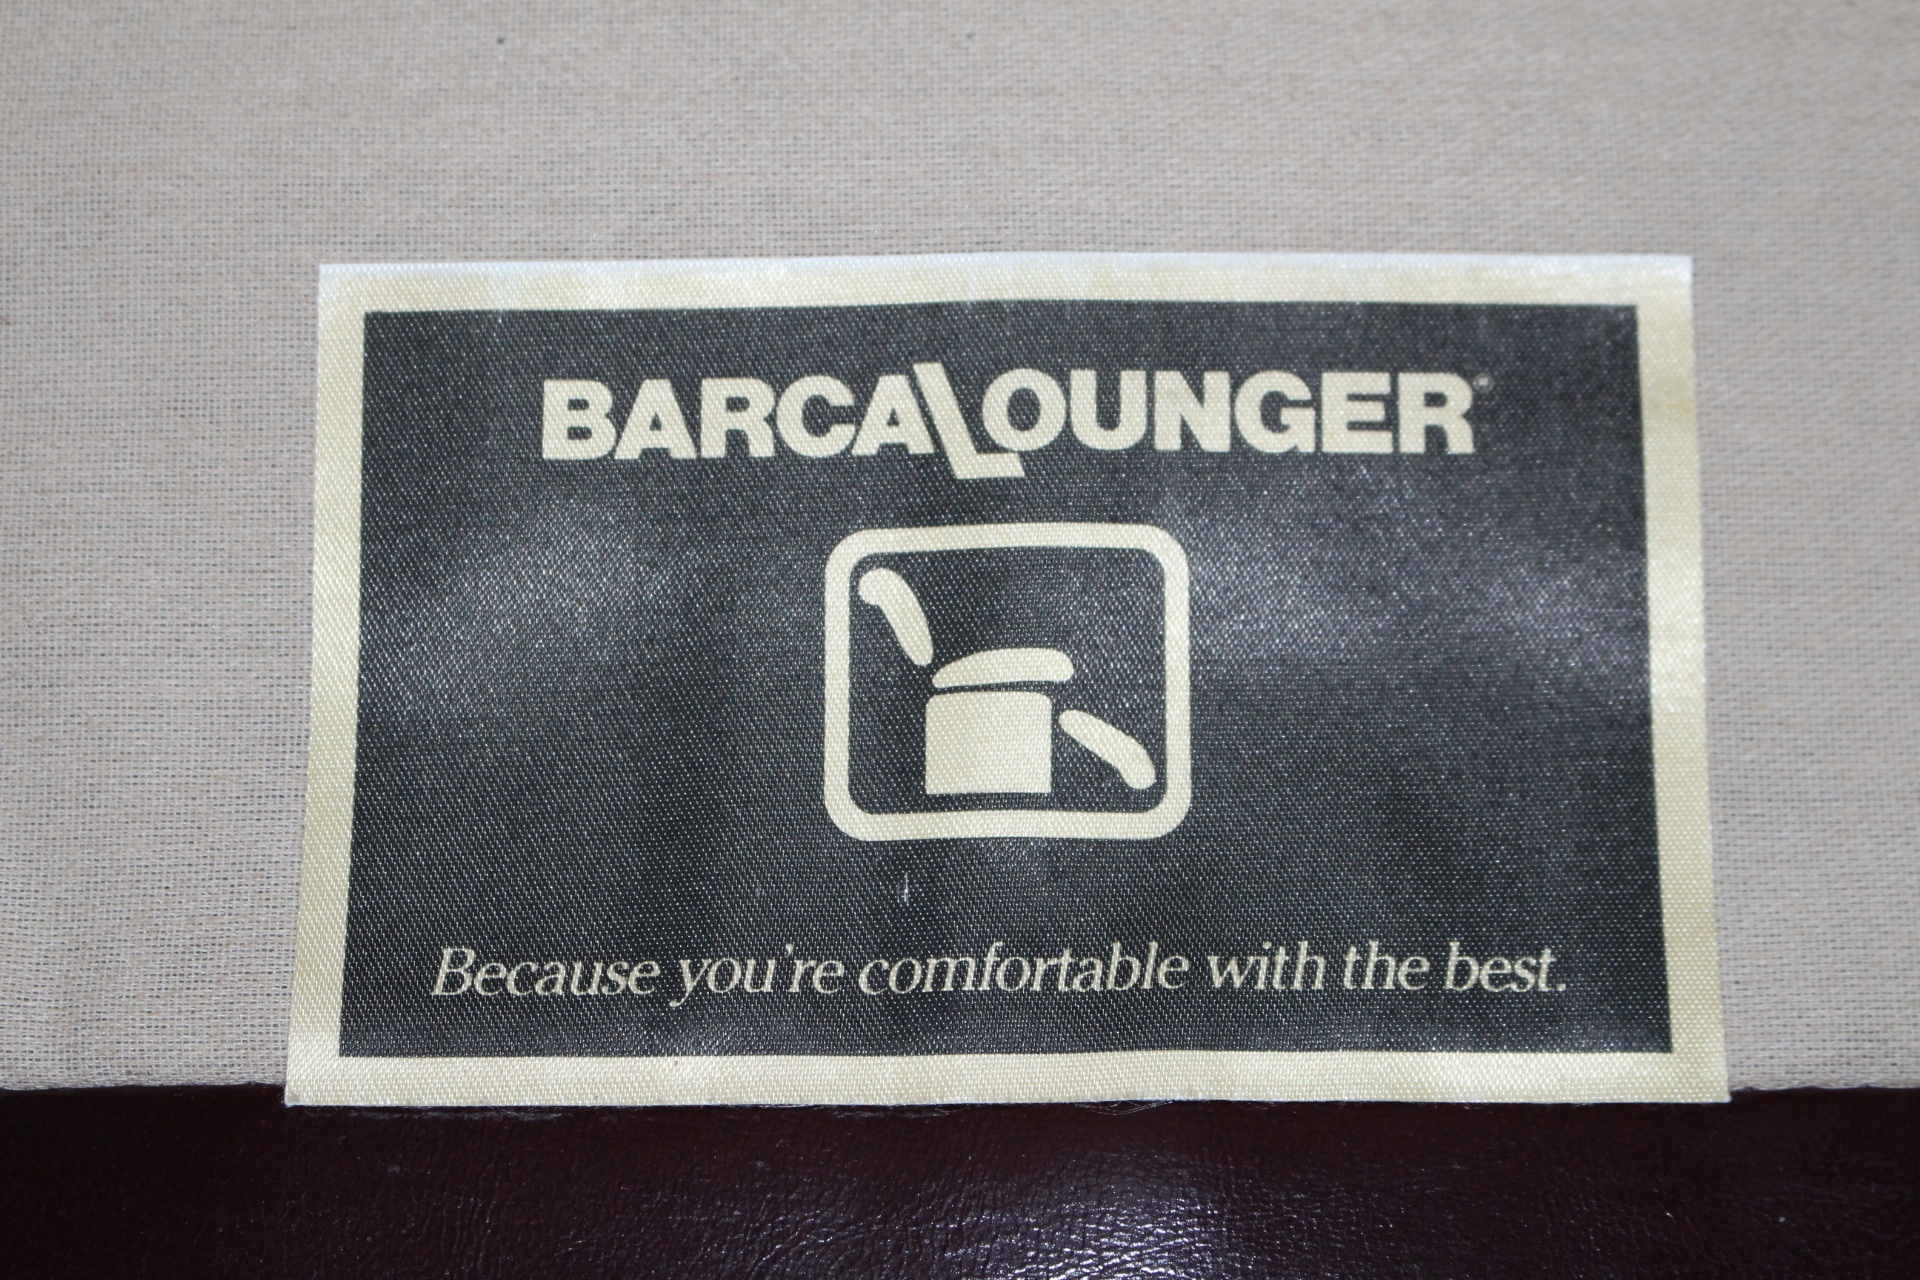 BARCALOUNGER®
Because you're comfortable with the best.